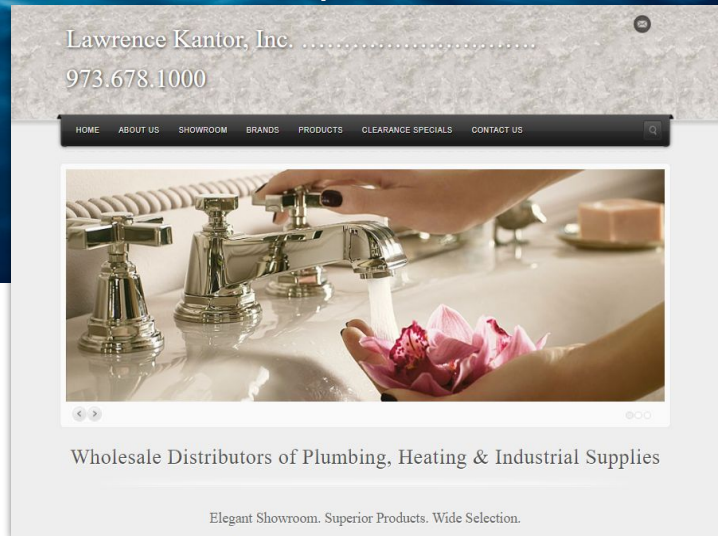 Lawrence Kantor, Inc. ............................
973.678.1000
HOME ABOUT US SHOWROOM BRANDS PRODUCTS CLEARANCE SPECIALS CONTACT US
Wholesale Distributors of Plumbing, Heating & Industrial Supplies
Elegant Showroom. Superior Products. Wide Selection.